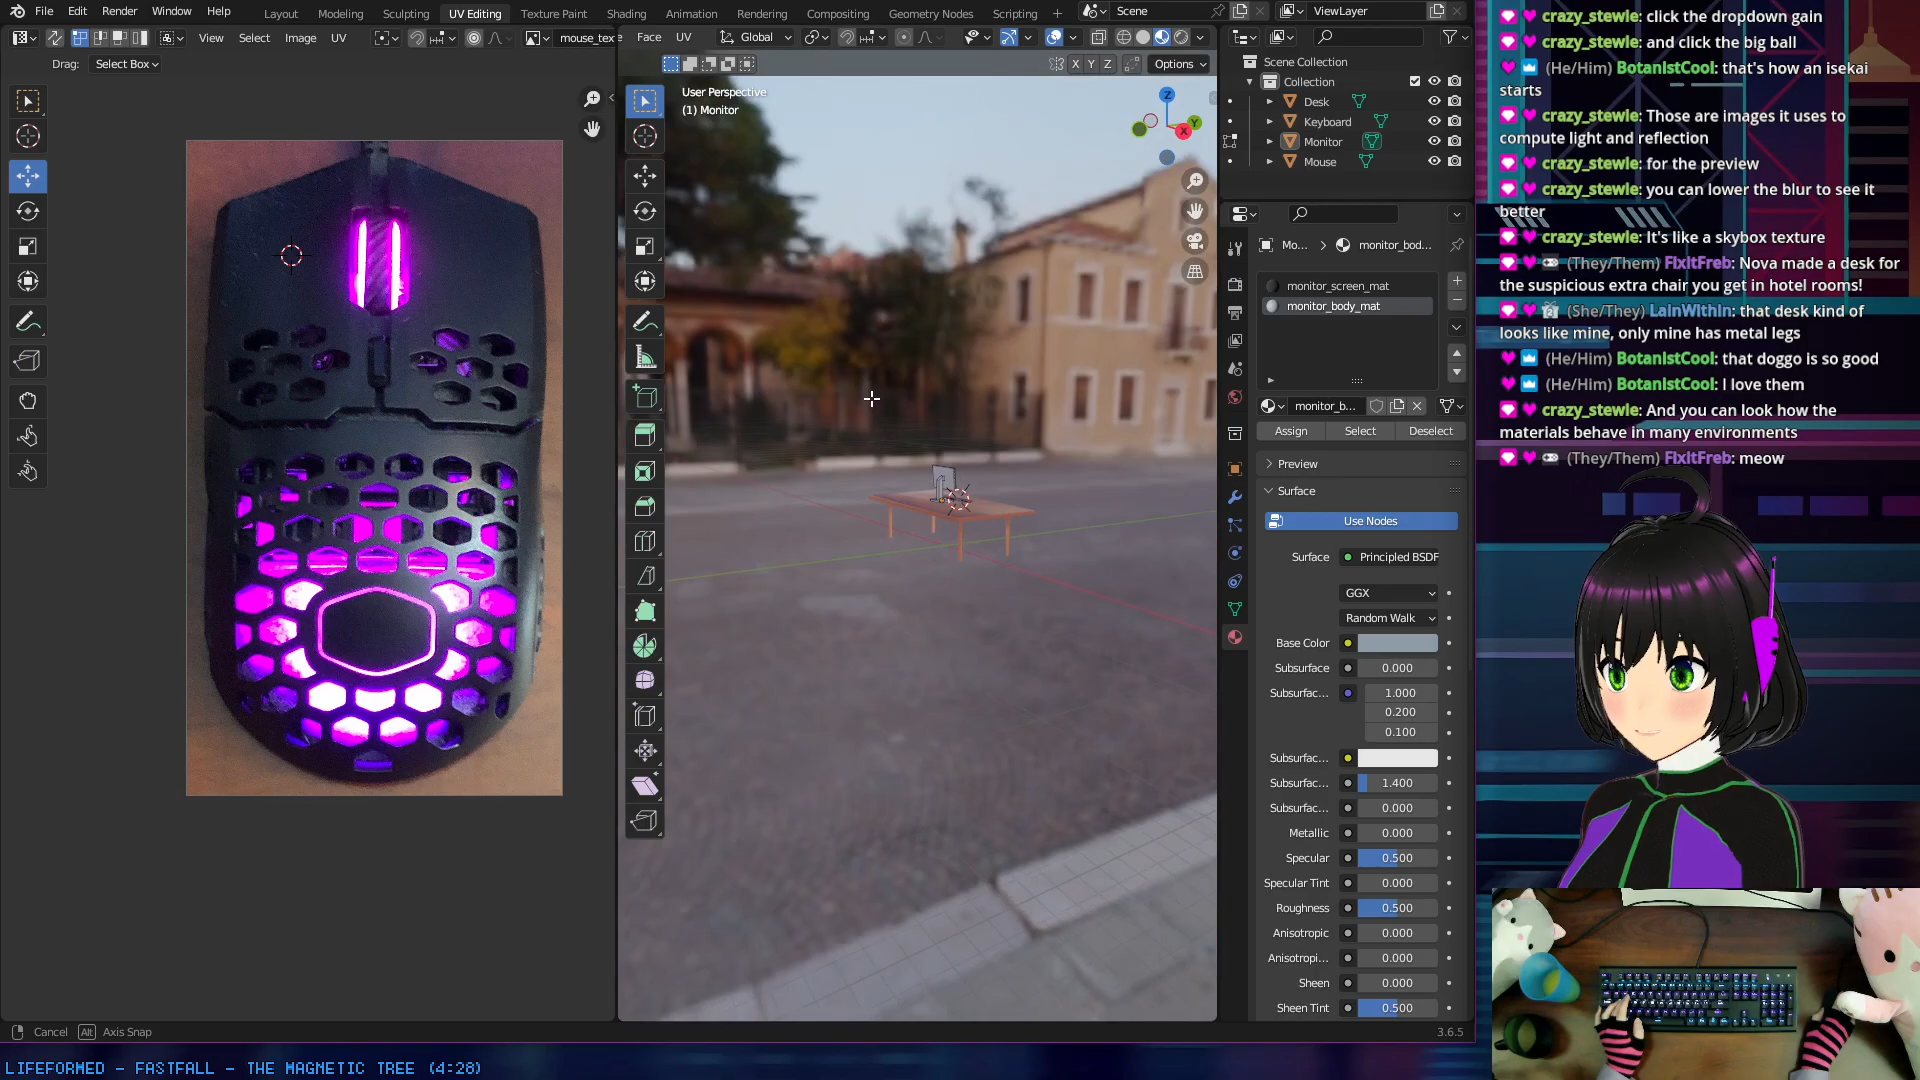 File Edit Render Window Help
Layout Modeling Sculpting UV Editing Texture Paint Shading Animation Rendering Compositing Geometry Nodes Scripting
Scene
ViewLayer
View Select Image UV
mouse_tex
Face UV
Global
Drag: Select Box
X Y Z
Options
User Perspective
(1) Monitor
Z
Y
X
Scene Collection
Collection
Desk
Keyboard
Monitor
Mouse
Mo... > monitor_bod...
monitor_screen_mat
monitor_body_mat
monitor_b...
Assign Select Deselect
Preview
Surface
Use Nodes
Surface Principled BSDF
GGX
Random Walk
Base Color
Subsurface 0.000
Subsurfac... 1.000
0.200
0.100
Subsurfac...
Subsurfac... 1.400
Subsurfac... 0.000
Metallic 0.000
Specular 0.500
Specular Tint 0.000
Roughness 0.500
Anisotropic 0.000
Anisotropi... 0.000
Sheen 0.000
Sheen Tint 0.500
Cancel Alt Axis Snap
3.6.5
LIFEFORMED - FASTFALL - THE MAGNETIC TREE (4:28)
crazy_stewie: click the dropdown gain
crazy_stewie: and click the big ball
(He/Him) BotanistCool: that's how an isekai
starts
crazy_stewie: Those are images it uses to
compute light and reflection
crazy_stewie: for the preview
crazy_stewie: you can lower the blur to see it
better
crazy_stewie: It's like a skybox texture
(They/Them) FixitFreb: Nova made a desk for
the suspicious extra chair you get in hotel rooms!
(She/They) LainWithin: that desk kind of
looks like mine, only mine has metal legs
(He/Him) BotanistCool: that doggo is so good
(He/Him) BotanistCool: I love them
crazy_stewie: And you can look how the
materials behave in many environments
(They/Them) FixitFreb: meow